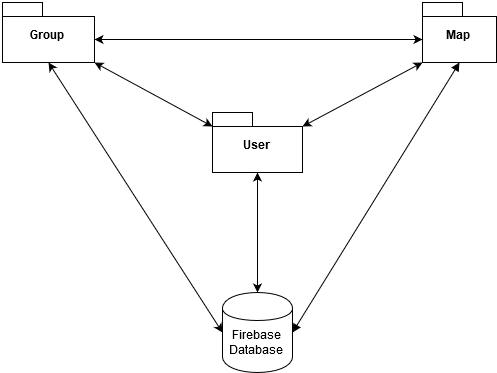 Group
Map
User
Firebase
Database